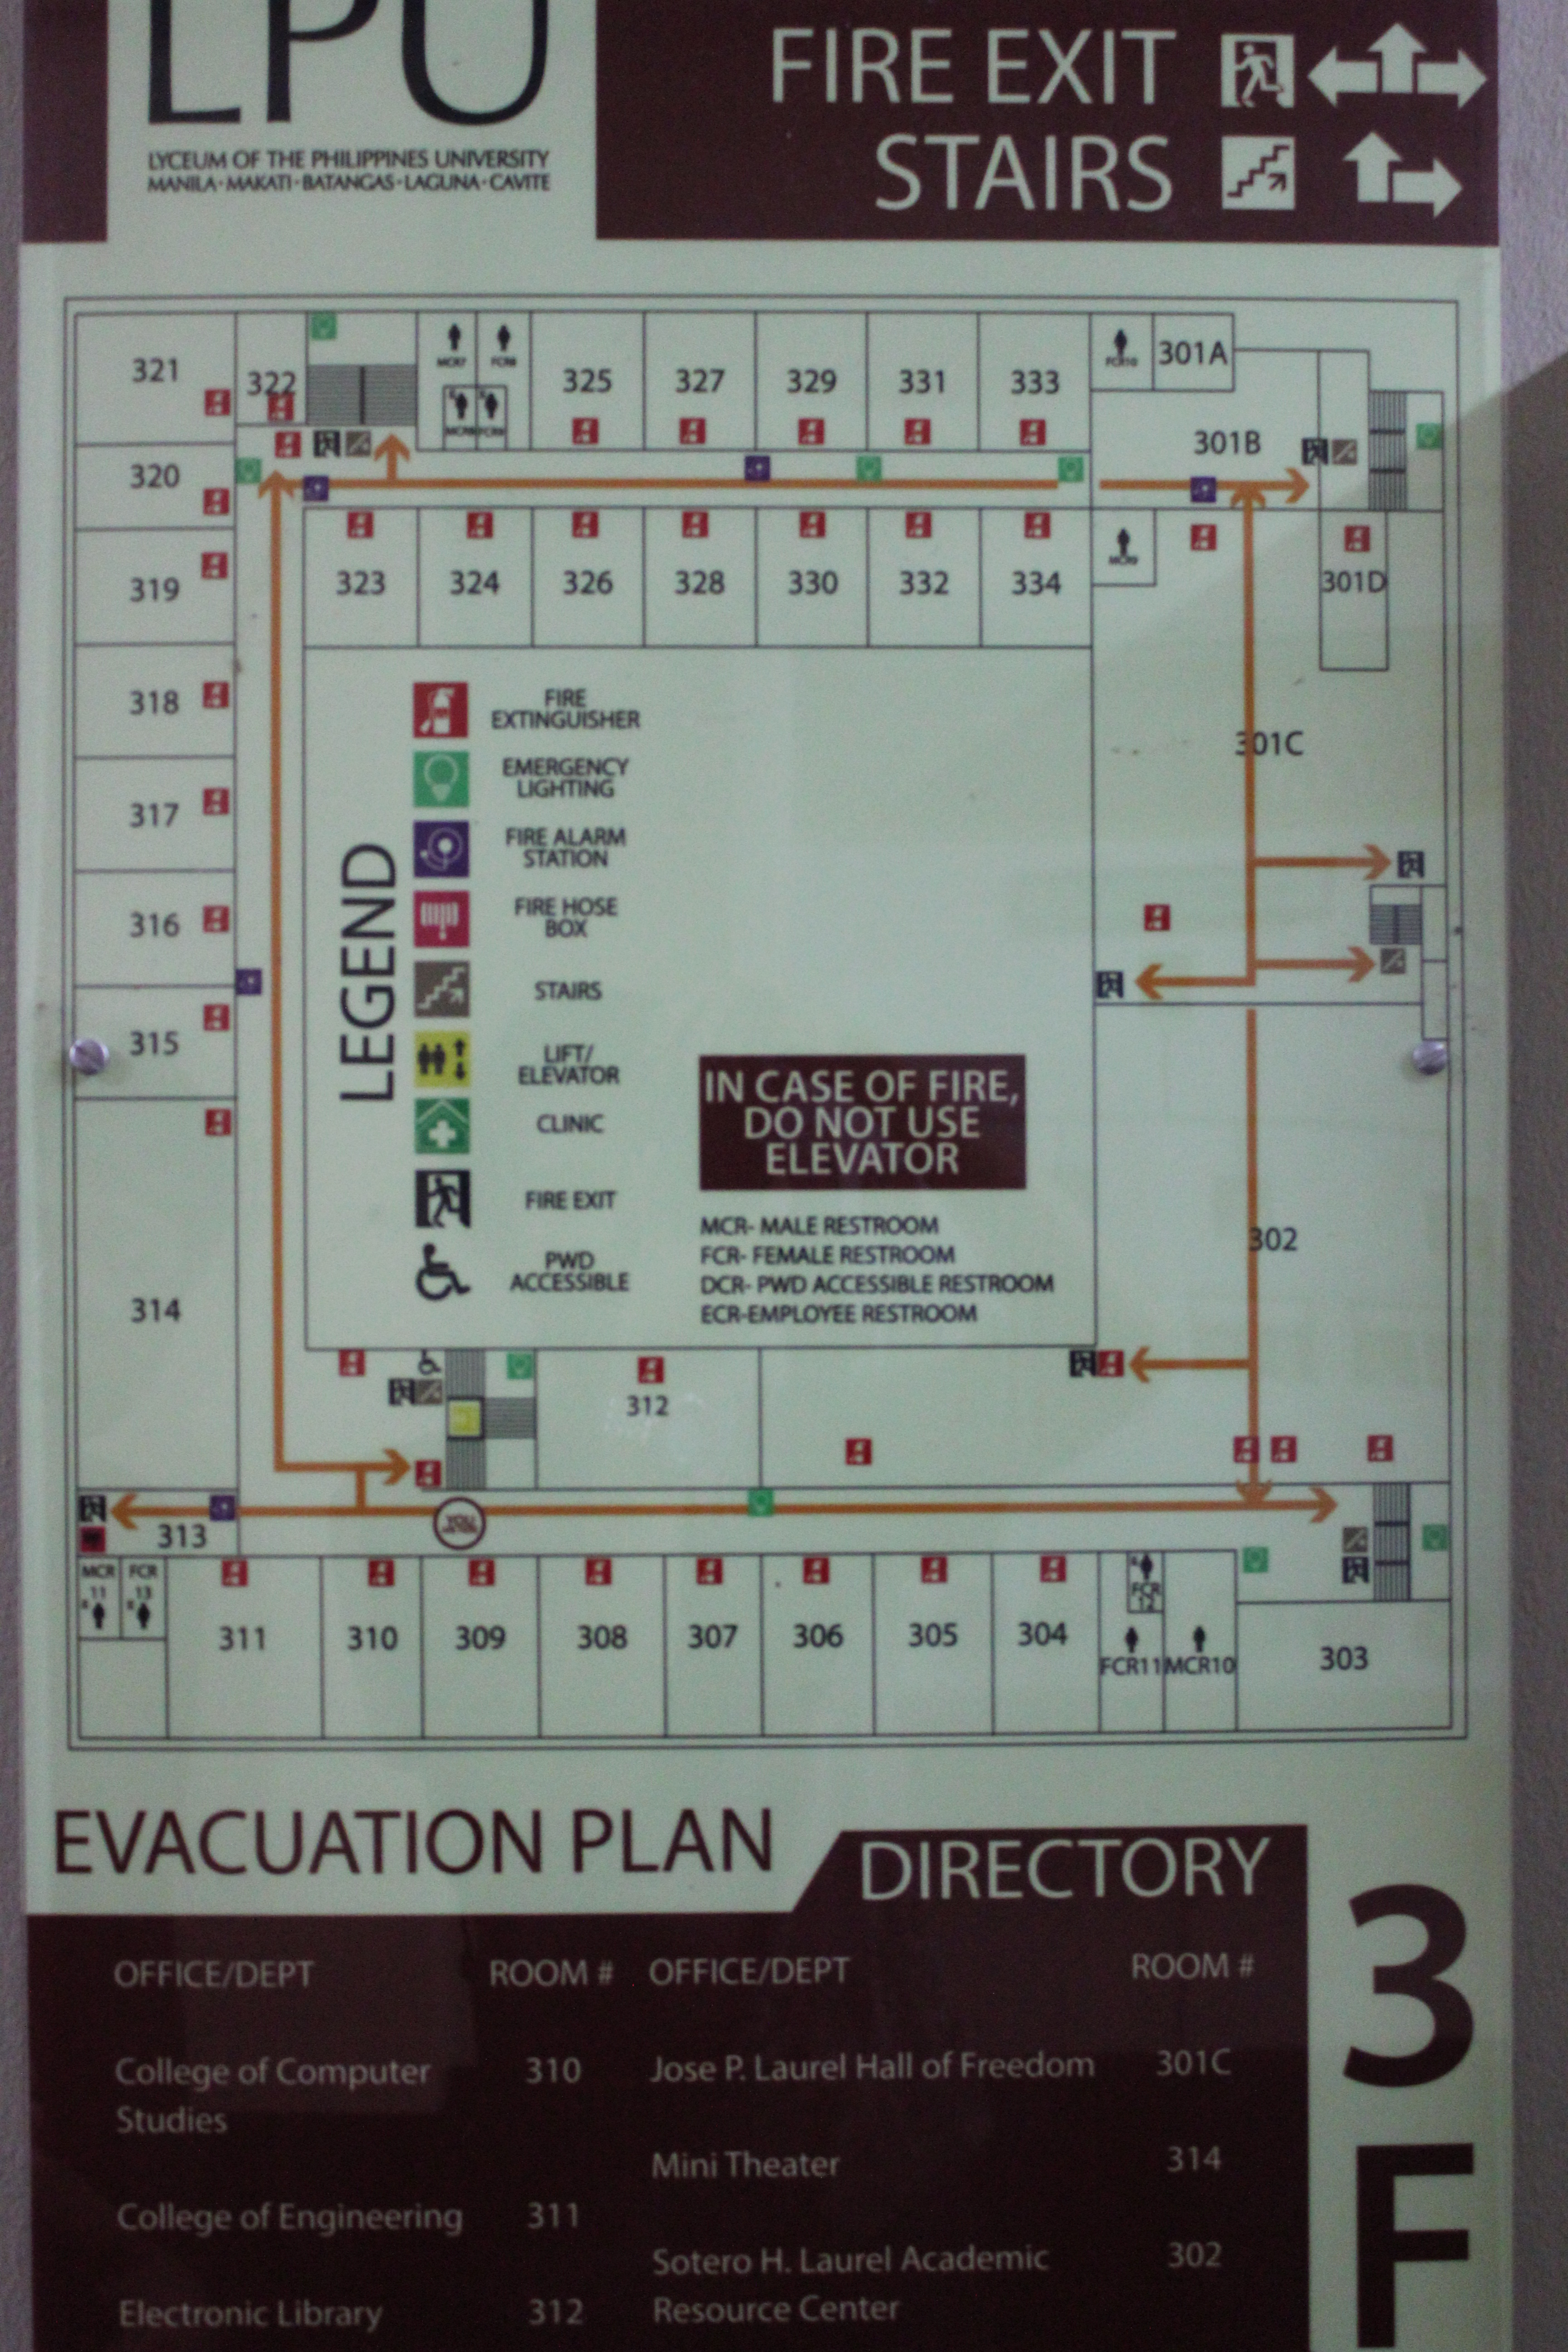 LPU
LYCEUM OF THE PHILIPPINES UNIVERSITY
MANILA·MAKATI·BATANGAS·LAGUNA·CAVITE
FIRE EXIT
STAIRS
321
322
MCR7
FCR8
325
327
329
331
333
FCR10
301A
301B
320
319
323
324
326
328
330
332
334
MCR9
301D
318
317
316
315
314
301C
302
LEGEND
FIRE
EXTINGUISHER
EMERGENCY
LIGHTING
FIRE ALARM
STATION
FIRE HOSE
BOX
STAIRS
LIFT/
ELEVATOR
CLINIC
FIRE EXIT
PWD
ACCESSIBLE
IN CASE OF FIRE,
DO NOT USE
ELEVATOR
MCR- MALE RESTROOM
FCR- FEMALE RESTROOM
DCR- PWD ACCESSIBLE RESTROOM
ECR-EMPLOYEE RESTROOM
312
313
YOU
MCR
11
FCR
13
311
310
309
308
307
306
305
304
FCR
12
FCR11
MCR10
303
EVACUATION PLAN
DIRECTORY
3
F
OFFICE/DEPT ROOM # OFFICE/DEPT ROOM #
College of Computer 310 Jose P. Laurel Hall of Freedom 301C
Studies
Mini Theater 314
College of Engineering 311
Sotero H. Laurel Academic 302
Electronic Library 312 Resource Center